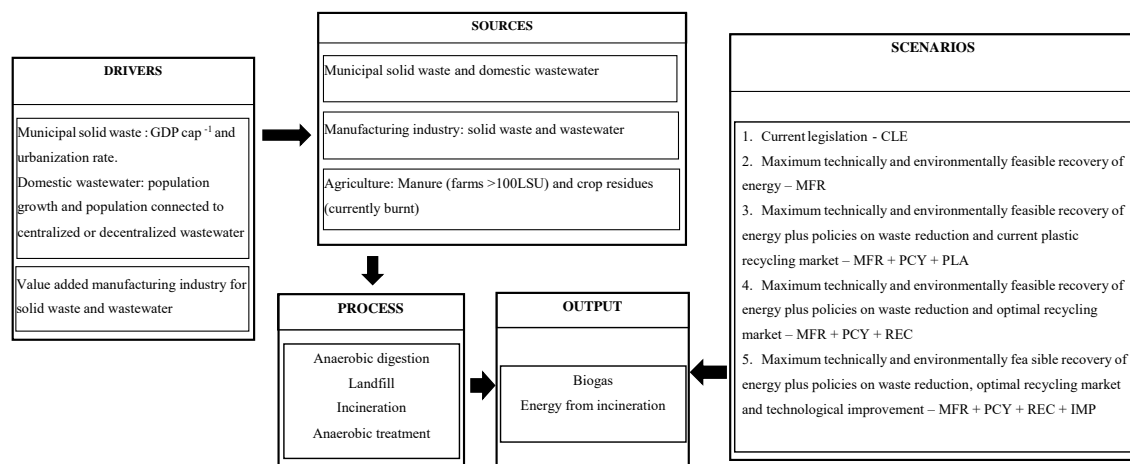 DRIVERS
Municipal solid waste : GDP cap -1 and
urbanization rate.
Domestic wastewater: population
growth and population connected to
centralized or decentralized wastewater
Value added manufacturing industry for
solid waste and wastewater
SOURCES
Municipal solid waste and domestic wastewater
Manufacturing industry: solid waste and wastewater
Agriculture: Manure (farms >100LSU) and crop residues
(currently burnt)
PROCESS
Anaerobic digestion
Landfill
Incineration
Anaerobic treatment
OUTPUT
Biogas
Energy from incineration
SCENARIOS
1. Current legislation - CLE
2. Maximum technically and environmentally feasible recovery of
energy – MFR
3. Maximum technically and environmentally feasible recovery of
energy plus policies on waste reduction and current plastic
recycling market – MFR + PCY + PLA
4. Maximum technically and environmentally feasible recovery of
energy plus policies on waste reduction and optimal recycling
market – MFR + PCY + REC
5. Maximum technically and environmentally fea sible recovery of
energy plus policies on waste reduction, optimal recycling market
and technological improvement – MFR + PCY + REC + IMP